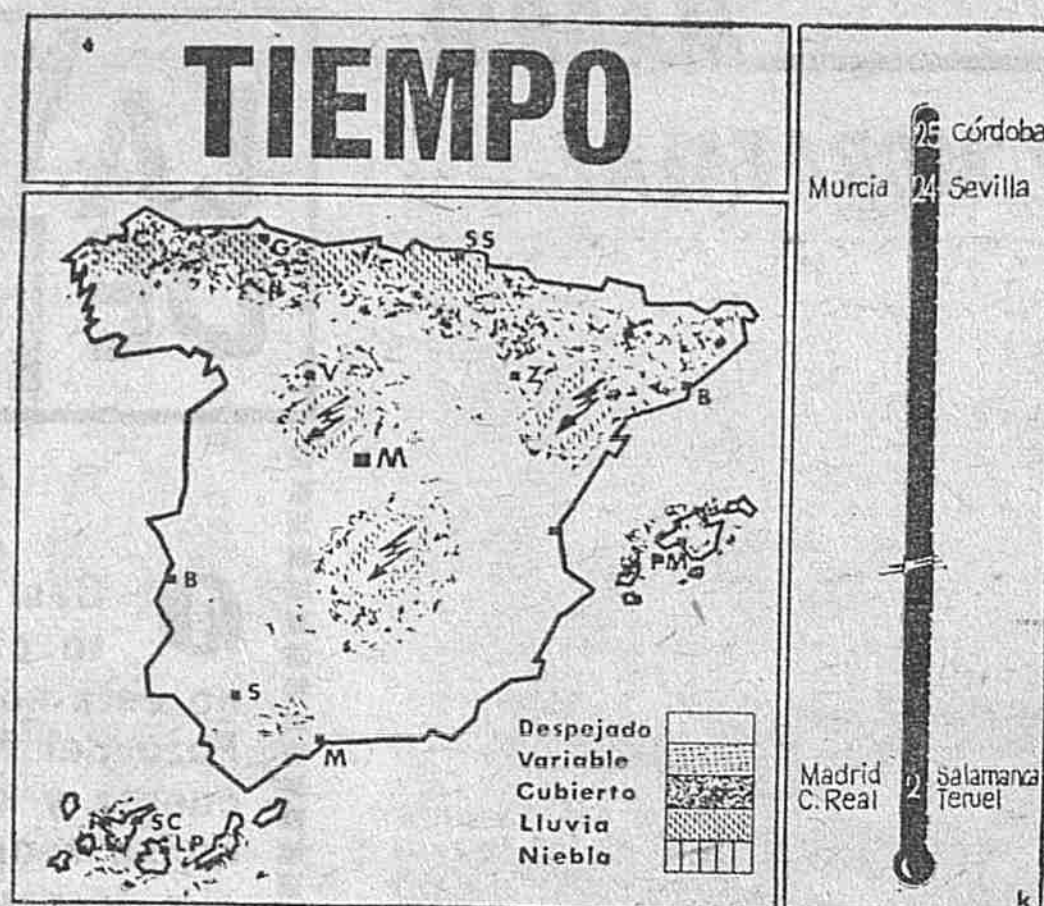 TIEMPO
C
G
SS
V
Z
B
M
PM
B
S
M
SC
LP
Despejado
Variable
Cubierto
Lluvia
Niebla
25 Córdoba
Murcia 24 Sevilla
Madrid 2 Salamanca
C. Real Teruel
k